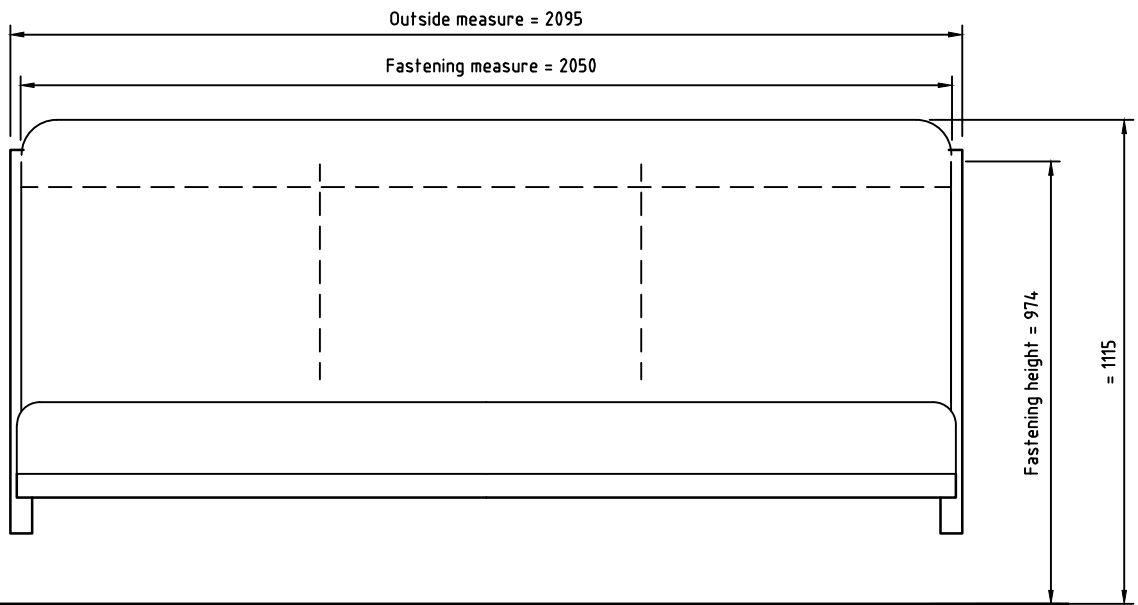 Outside measure = 2095
Fastening measure = 2050
Fastening height = 974
= 1115